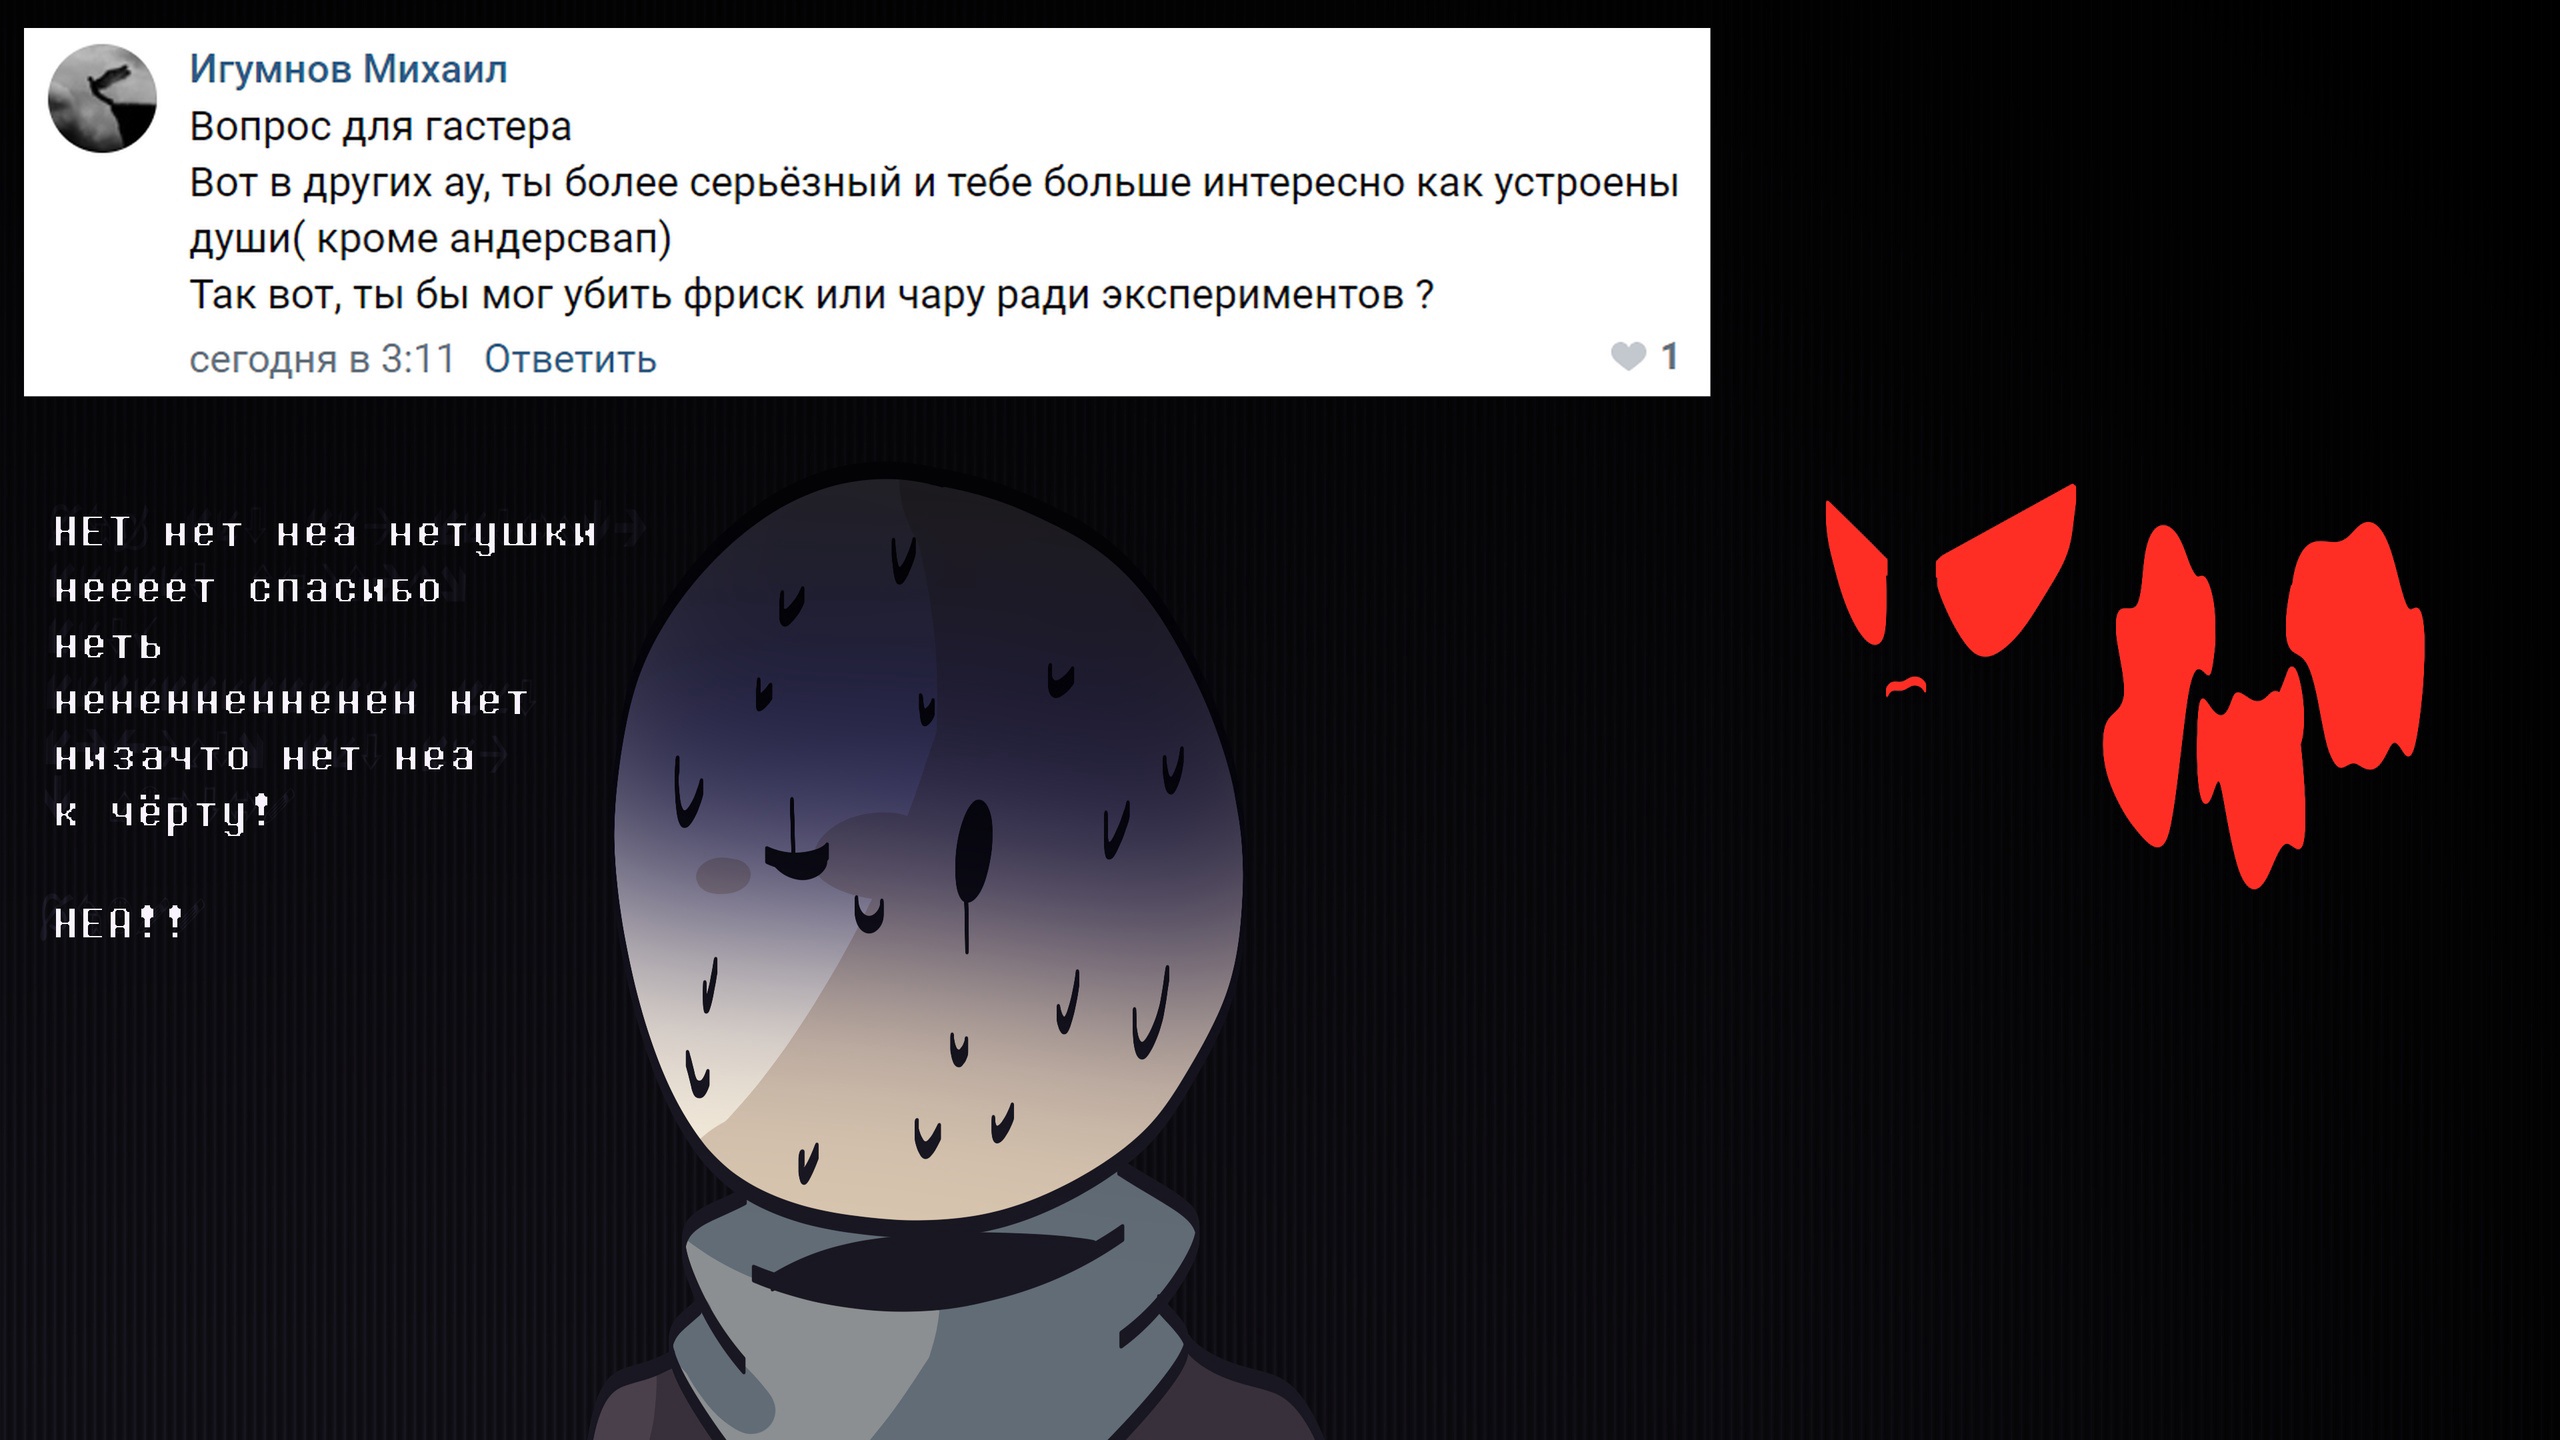 Игумнов Михаил
Вопрос для гастера
Вот в других ау, ты более серьёзный и тебе больше интересно как устроены
души( кроме андерсвап)
Так вот, ты бы мог убить фриск или чару ради экспериментов ?
сегодня в 3:11 Ответить 1
НЕТ нет неа нетушки
неееет спасибо
неть
нененненненен нет
низачто нет неа
к чёрту!
НЕА!!